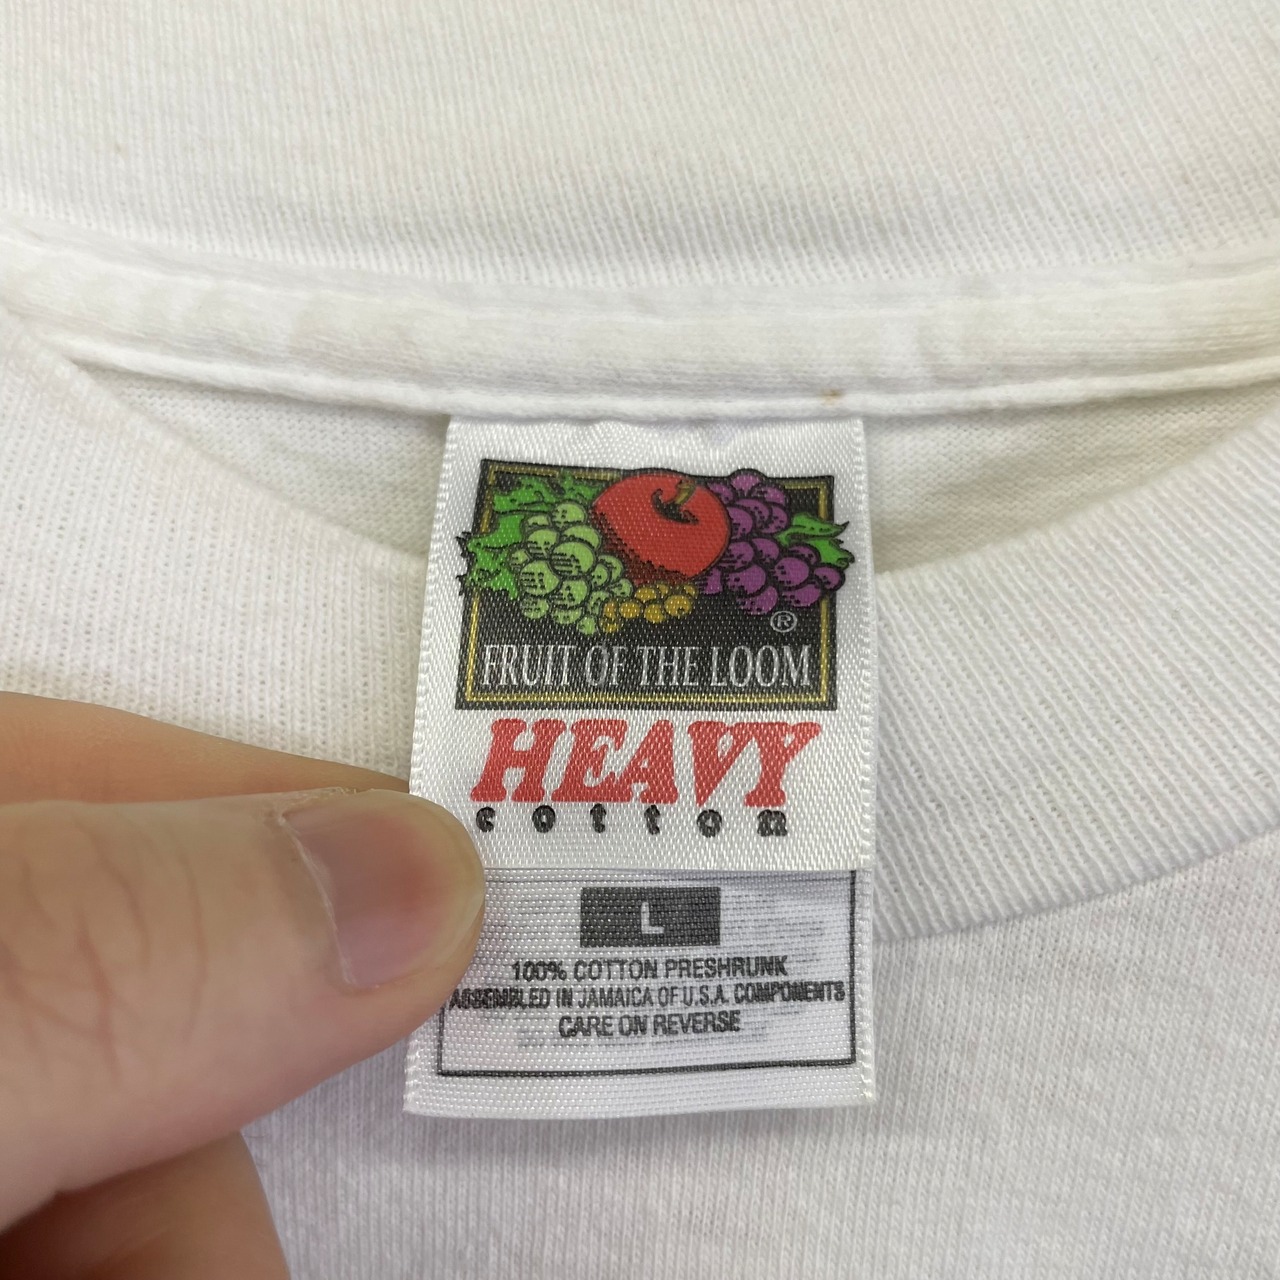 ®
FRUIT OF THE LOOM
HEAVY
cotton
L
100% COTTON PRESHRUNK
ASSEMBLED IN JAMAICA OF U.S.A. COMPONENTS
CARE ON REVERSE